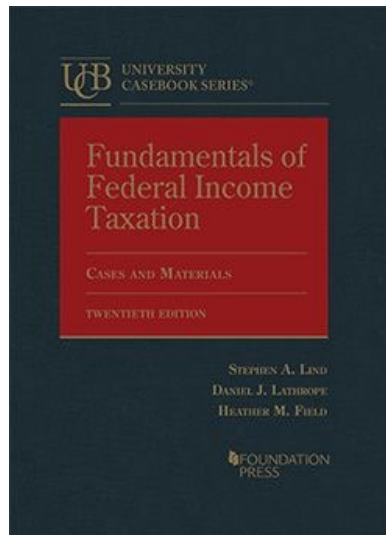 UCB
UNIVERSITY
CASEBOOK SERIES®
Fundamentals of
Federal Income
Taxation
CASES AND MATERIALS
TWENTIETH EDITION
STEPHEN A. LIND
DANIEL J. LATHROPE
HEATHER M. FIELD
FOUNDATION
PRESS